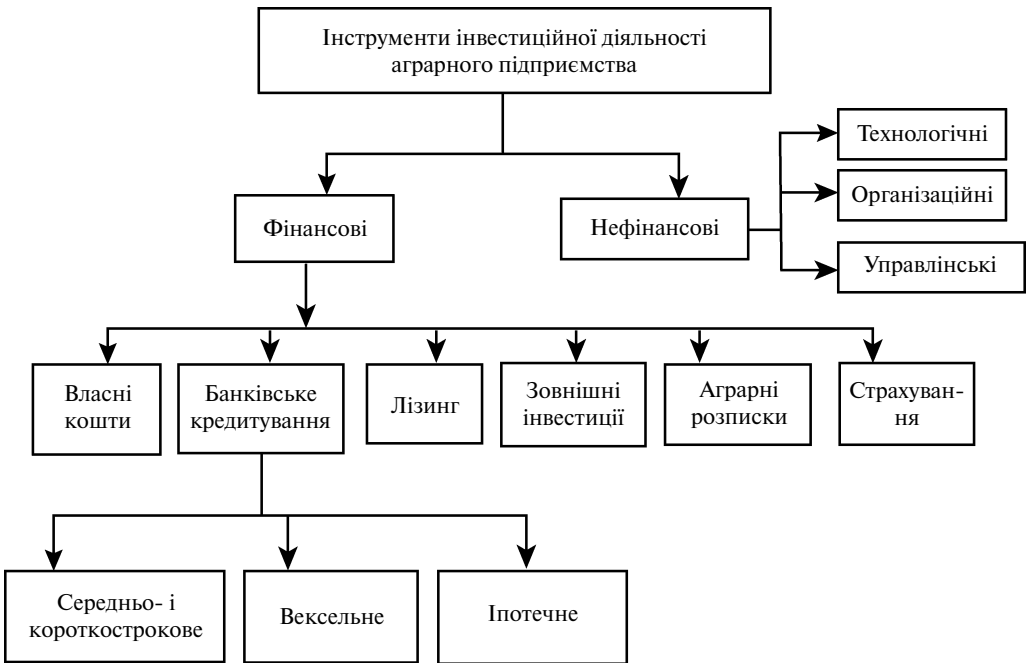 Інструменти інвестиційної діяльності
аграрного підприємства
Технологічні
Організаційні
Управлінські
Фінансові
Нефінансові
Власні
кошти
Банківське
кредитування
Лізинг
Зовнішні
інвестиції
Аграрні
розписки
Страхуван-
ня
Середньо- і
короткострокове
Вексельне
Іпотечне